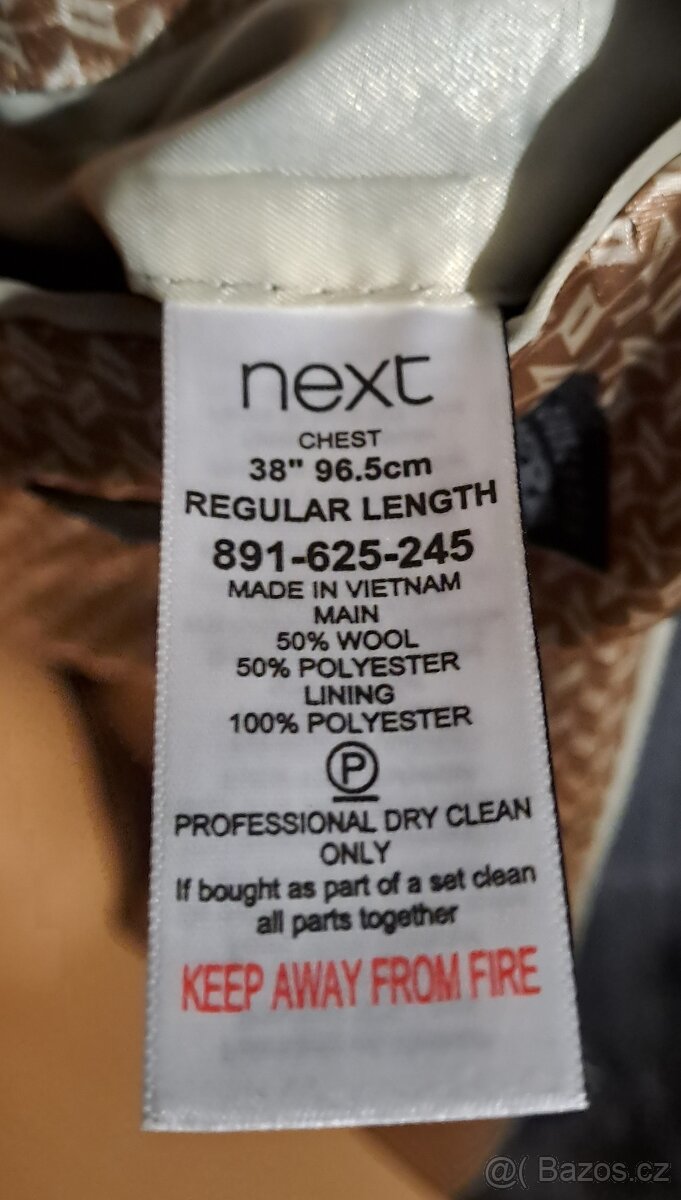 next
CHEST
38" 96.5cm
REGULAR LENGTH
891-625-245
MADE IN VIETNAM
MAIN
50% WOOL
50% POLYESTER
LINING
100% POLYESTER
P
PROFESSIONAL DRY CLEAN
ONLY
If bought as part of a set clean
all parts together
KEEP AWAY FROM FIRE
@( Bazos.cz